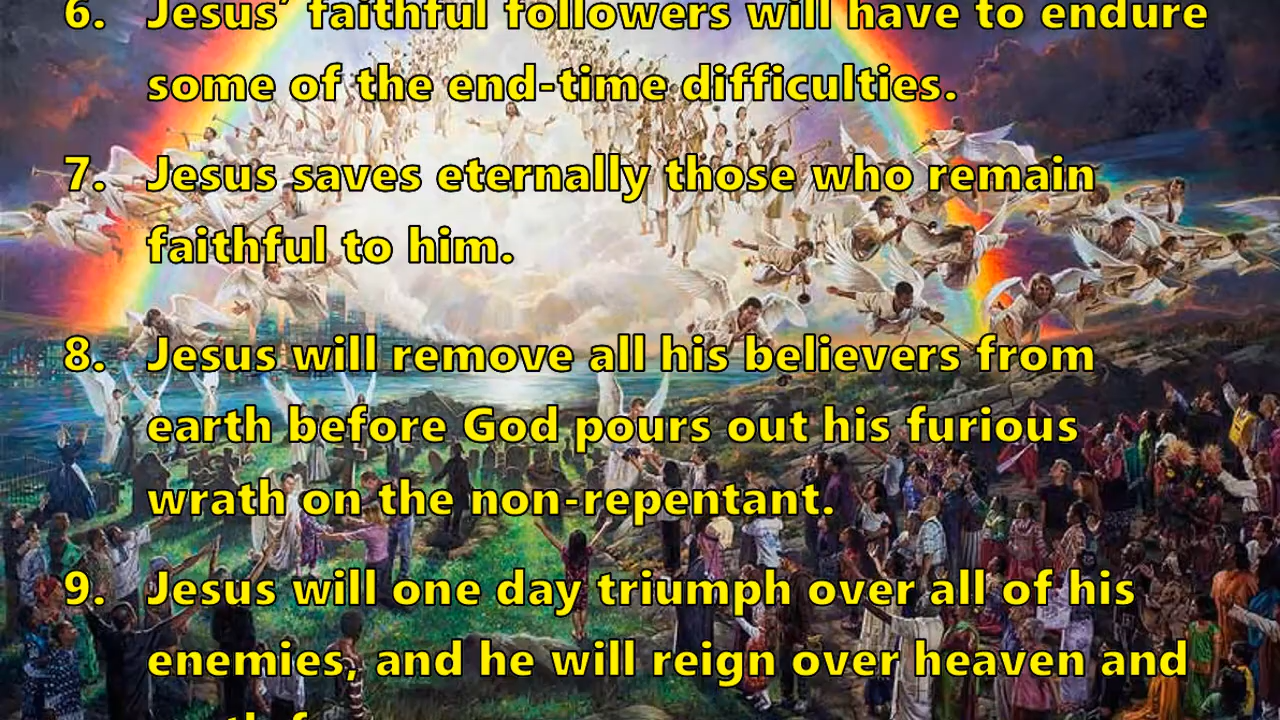 6. Jesus’ faithful followers will have to endure
some of the end-time difficulties.
7. Jesus saves eternally those who remain
faithful to him.
8. Jesus will remove all his believers from
earth before God pours out his furious
wrath on the non-repentant.
9. Jesus will one day triumph over all of his
enemies, and he will reign over heaven and